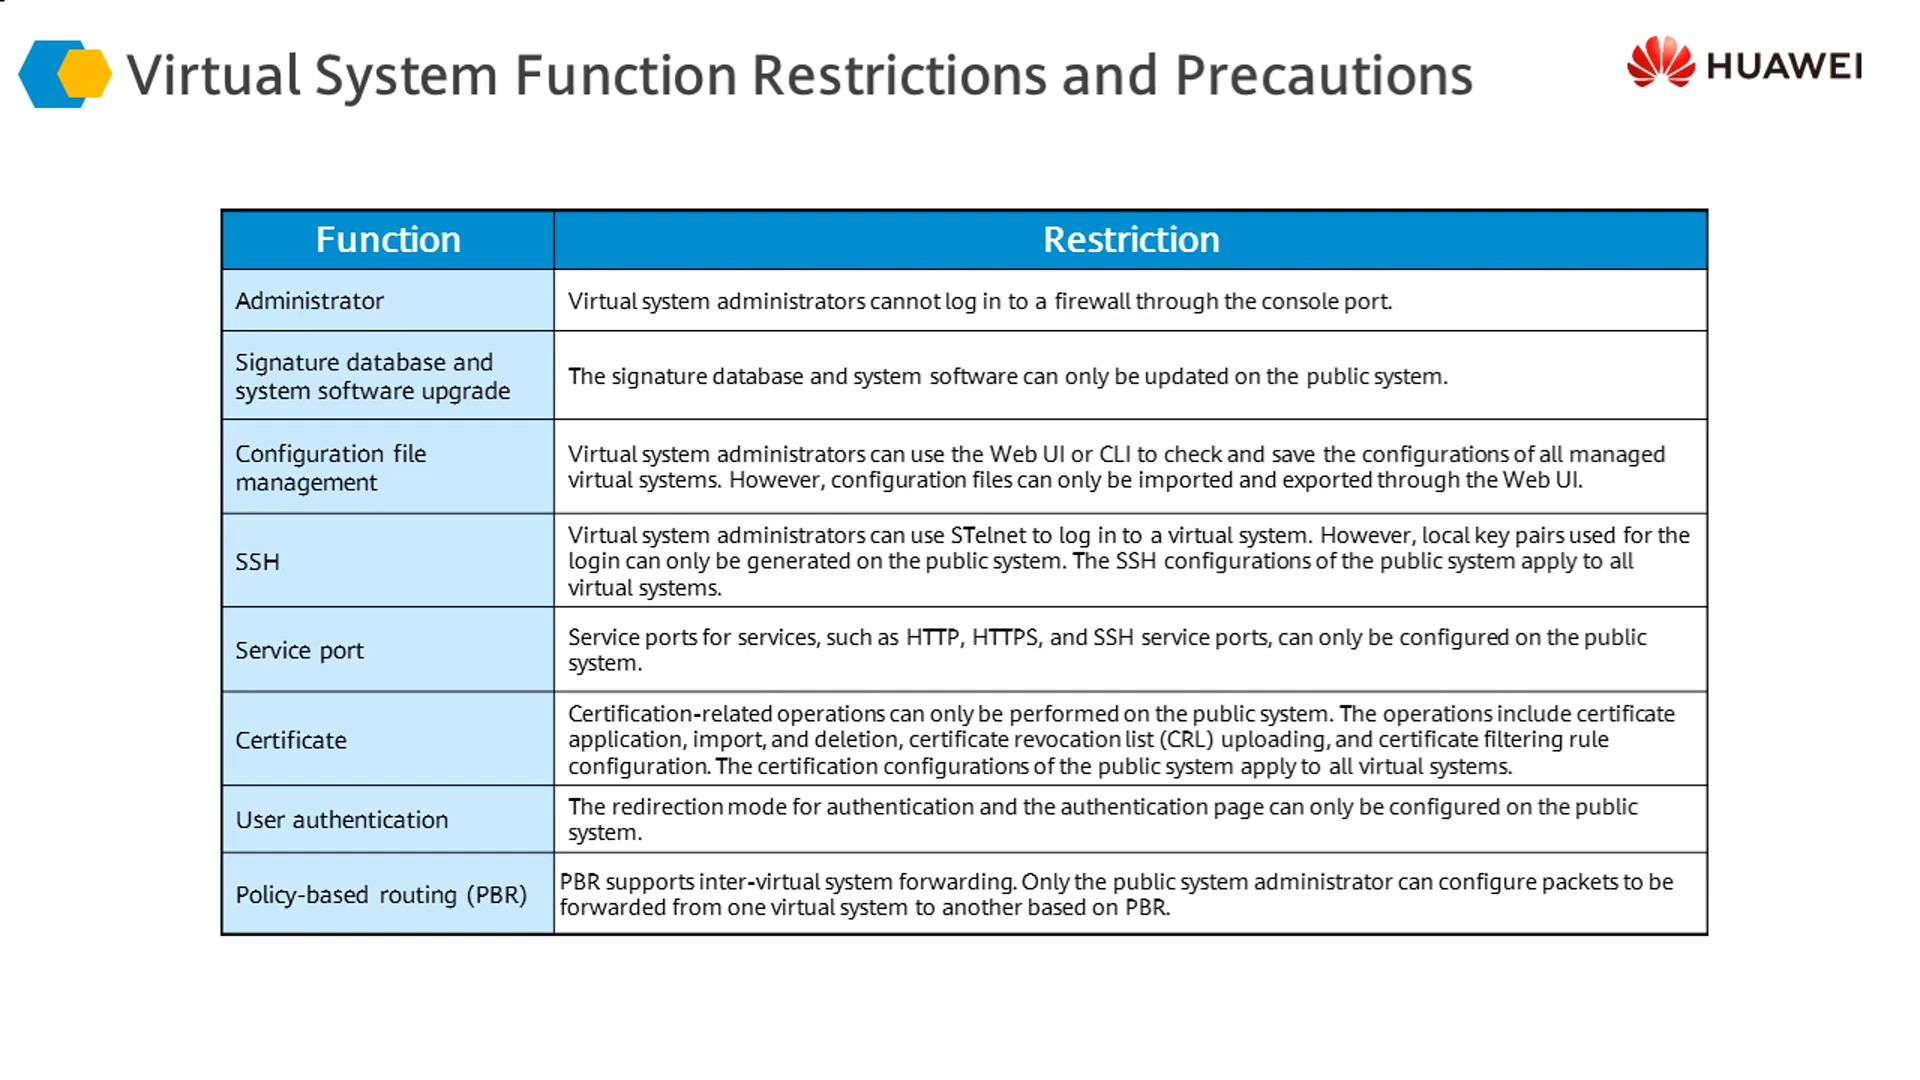 Virtual System Function Restrictions and Precautions
HUAWEI
Function
Restriction
Administrator
Virtual system administrators cannot log in to a firewall through the console port.
Signature database and
system software upgrade
The signature database and system software can only be updated on the public system.
Configuration file
management
Virtual system administrators can use the Web UI or CLI to check and save the configurations of all managed
virtual systems. However, configuration files can only be imported and exported through the Web UI.
SSH
Virtual system administrators can use STelnet to log in to a virtual system. However, local key pairs used for the
login can only be generated on the public system. The SSH configurations of the public system apply to all
virtual systems.
Service port
Service ports for services, such as HTTP, HTTPS, and SSH service ports, can only be configured on the public
system.
Certificate
Certification-related operations can only be performed on the public system. The operations include certificate
application, import, and deletion, certificate revocation list (CRL) uploading, and certificate filtering rule
configuration. The certification configurations of the public system apply to all virtual systems.
User authentication
The redirection mode for authentication and the authentication page can only be configured on the public
system.
Policy-based routing (PBR)
PBR supports inter-virtual system forwarding. Only the public system administrator can configure packets to be
forwarded from one virtual system to another based on PBR.